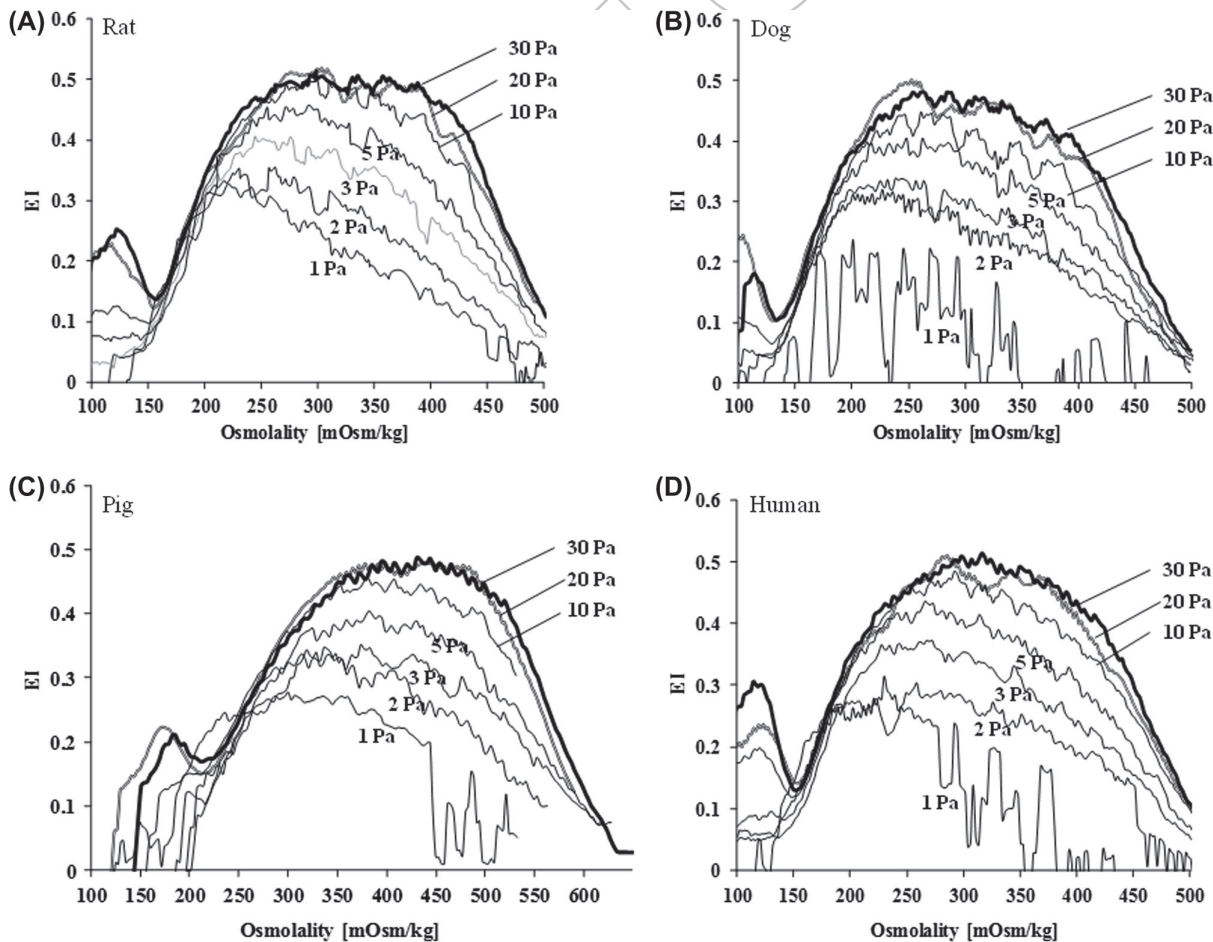 (A) Rat
0.6
0.5
0.4
0.3
0.2
0.1
0
EI
30 Pa
20 Pa
10 Pa
5 Pa
3 Pa
2 Pa
1 Pa
100 150 200 250 300 350 400 450 500
Osmolality [mOsm/kg]
(B) Dog
0.6
0.5
0.4
0.3
0.2
0.1
0
EI
30 Pa
20 Pa
10 Pa
5 Pa
3 Pa
2 Pa
1 Pa
100 150 200 250 300 350 400 450 500
Osmolality [mOsm/kg]
(C) Pig
0.6
0.5
0.4
0.3
0.2
0.1
0
EI
30 Pa
20 Pa
10 Pa
5 Pa
3 Pa
2 Pa
1 Pa
100 150 200 250 300 350 400 450 500 600
Osmolality [mOsm/kg]
(D) Human
0.6
0.5
0.4
0.3
0.2
0.1
0
EI
30 Pa
20 Pa
10 Pa
5 Pa
3 Pa
2 Pa
1 Pa
100 150 200 250 300 350 400 450 500
Osmolality [mOsm/kg]